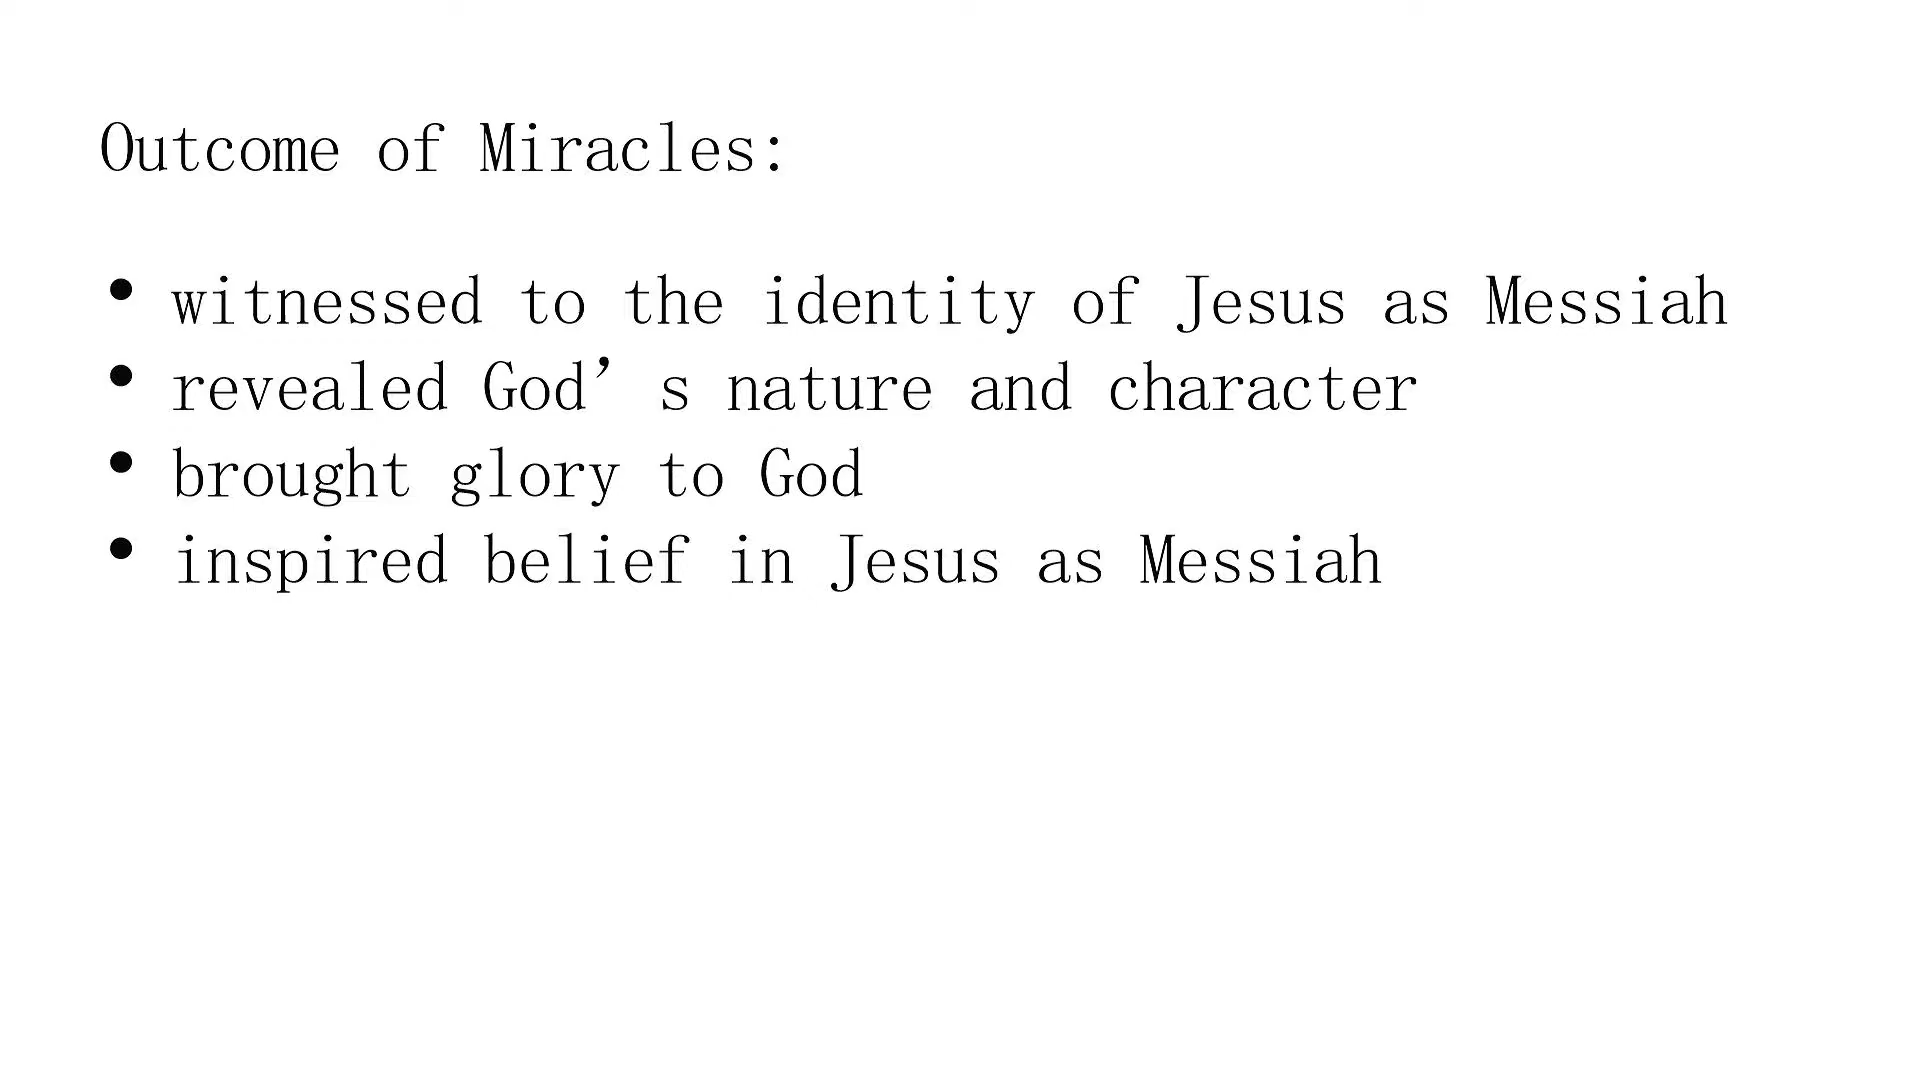 Outcome of Miracles:
• witnessed to the identity of Jesus as Messiah
• revealed God’s nature and character
• brought glory to God
• inspired belief in Jesus as Messiah